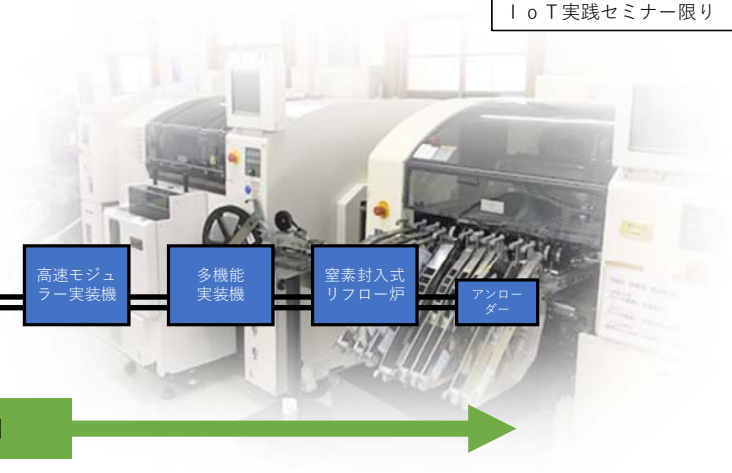 ＩｏＴ実践セミナー限り
高速モジュ
ラー実装機
多機能
実装機
窒素封入式
リフロー炉
アンロー
ダー